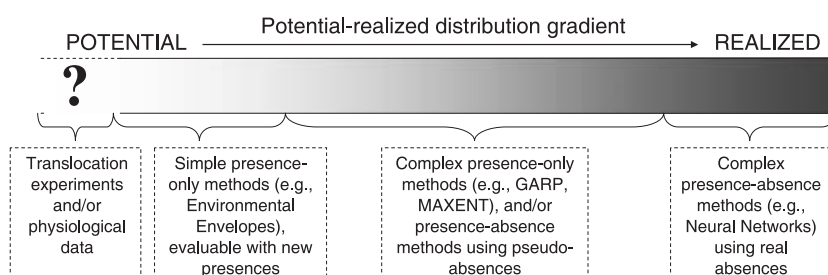 Potential-realized distribution gradient
POTENTIAL
REALIZED
?
Translocation
experiments
and/or
physiological
data
Simple presence-
only methods (e.g.,
Environmental
Envelopes),
evaluable with new
presences
Complex presence-only
methods (e.g., GARP,
MAXENT), and/or
presence-absence
methods using pseudo-
absences
Complex
presence-absence
methods (e.g.,
Neural Networks)
using real
absences